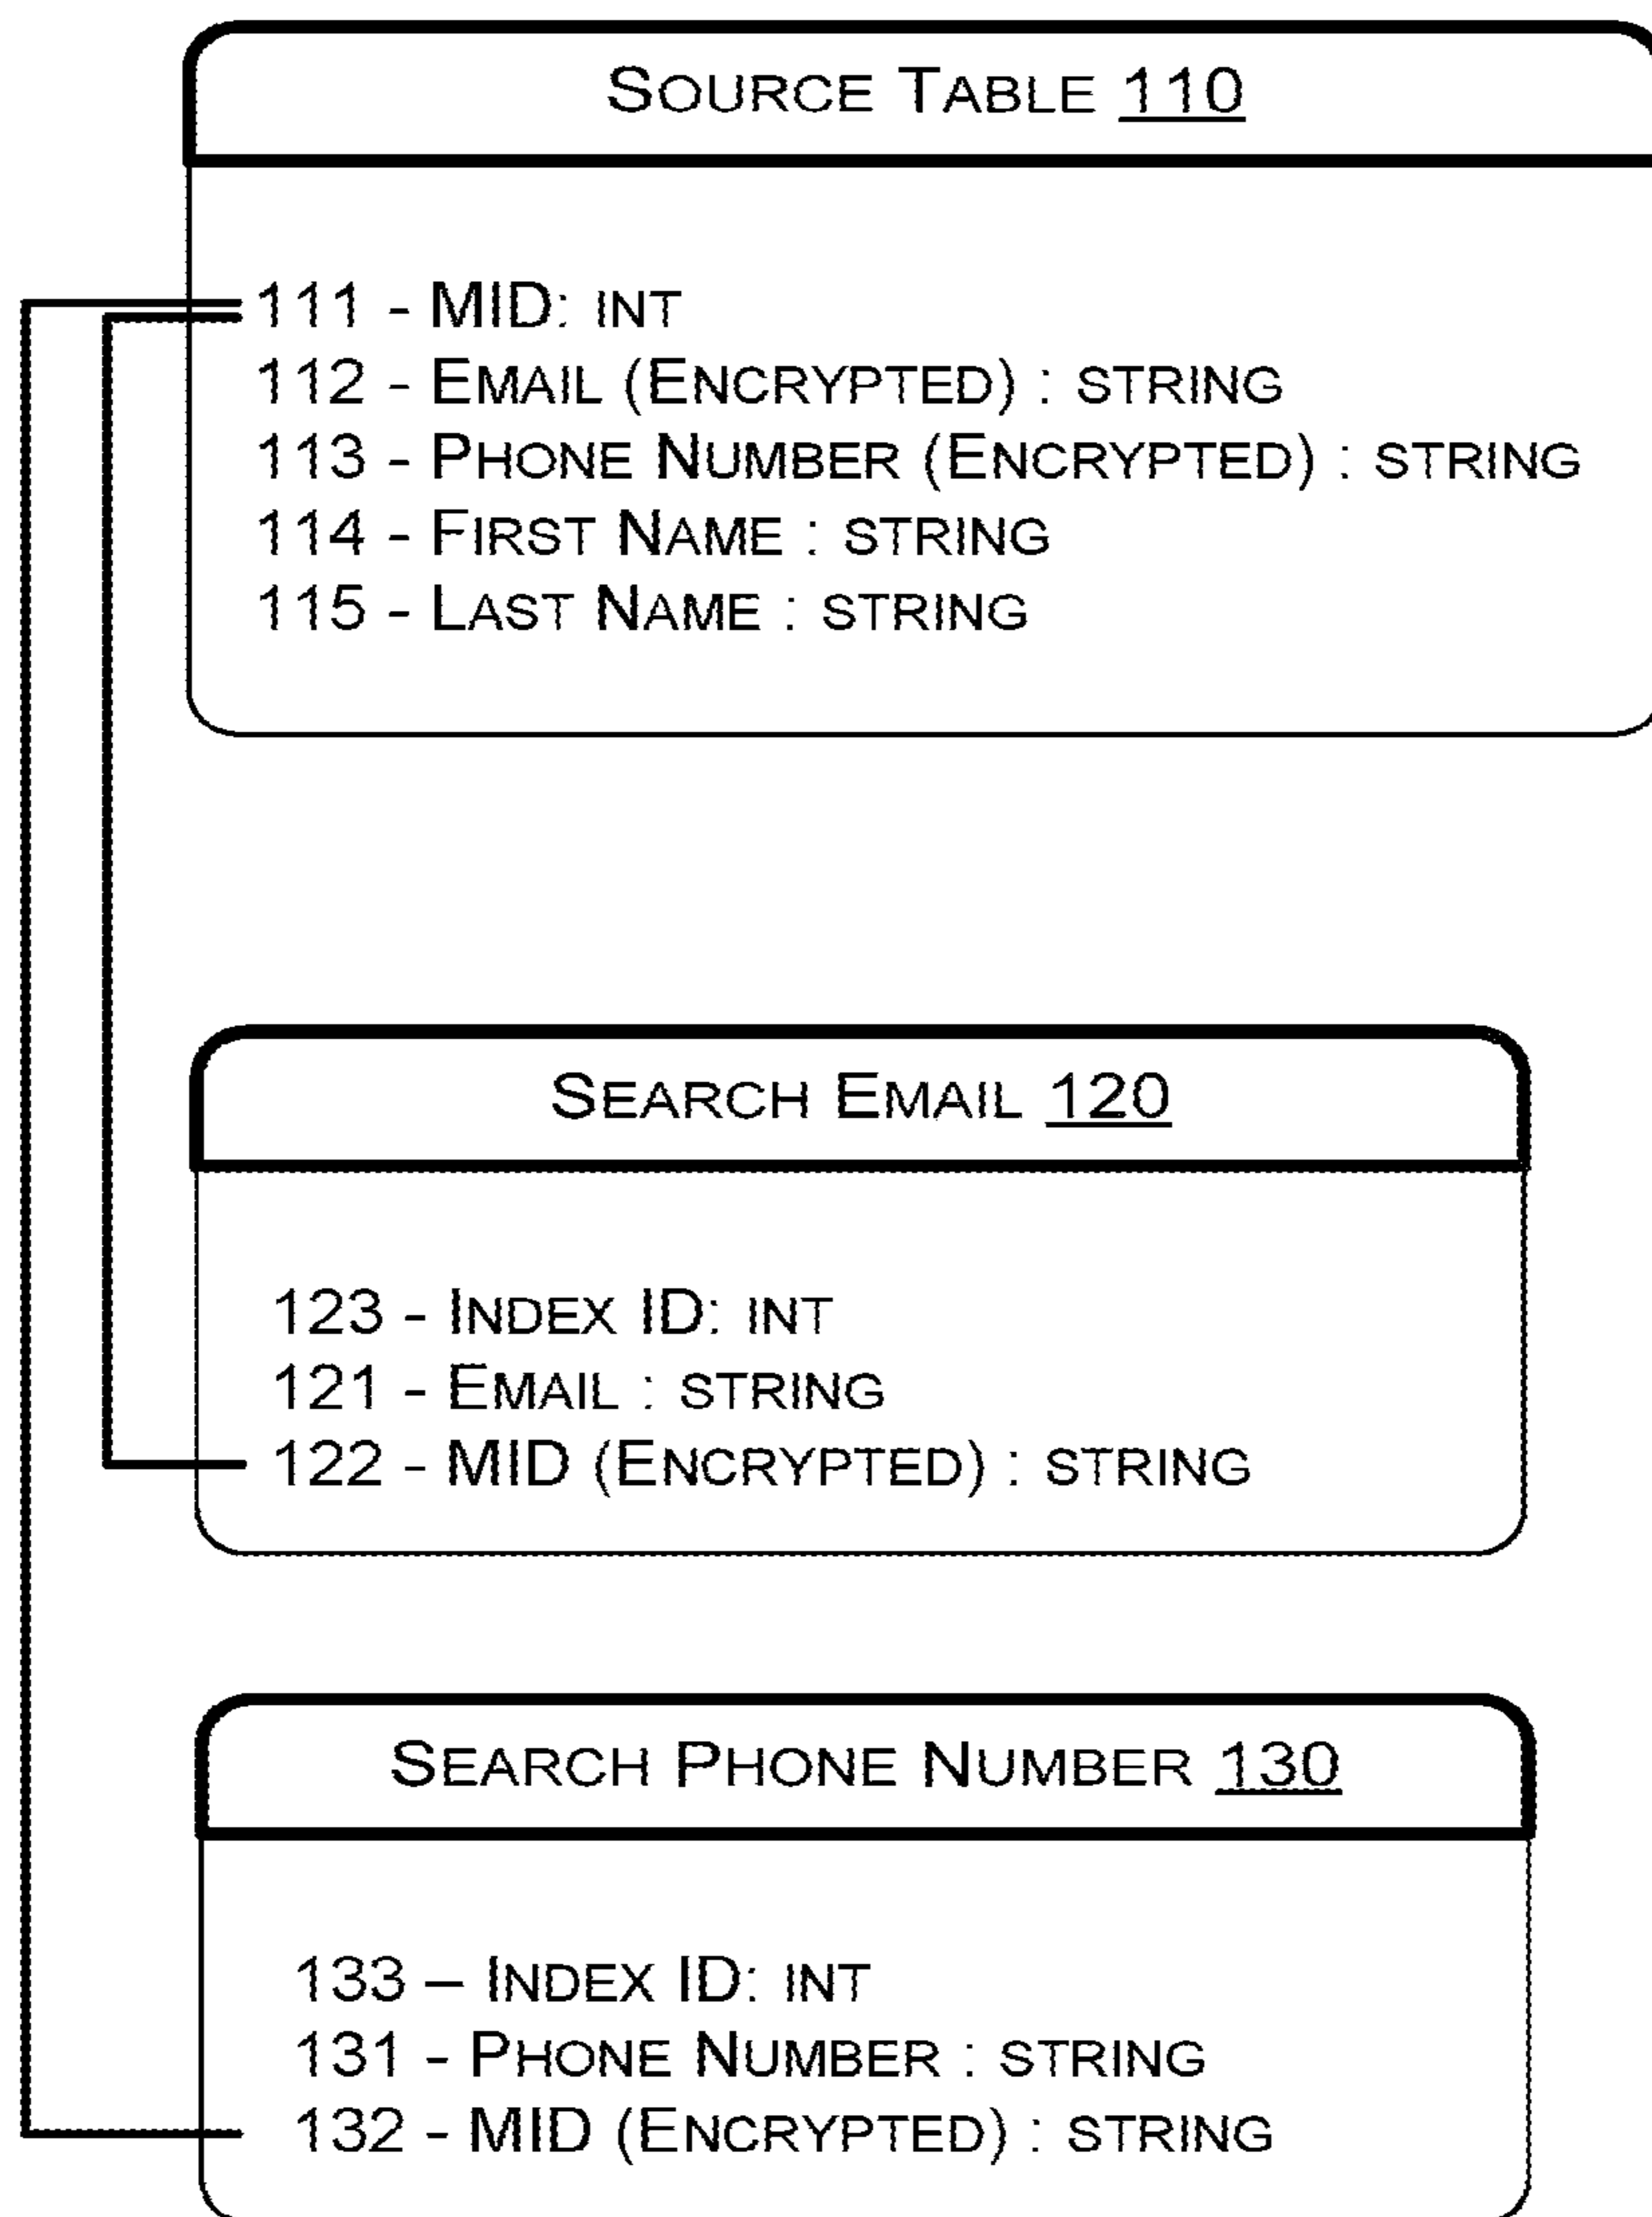 SOURCE TABLE 110
111 - MID: INT
112 - EMAIL (ENCRYPTED) : STRING
113 - PHONE NUMBER (ENCRYPTED) : STRING
114 - FIRST NAME : STRING
115 - LAST NAME : STRING
SEARCH EMAIL 120
123 - INDEX ID: INT
121 - EMAIL : STRING
122 - MID (ENCRYPTED) : STRING
SEARCH PHONE NUMBER 130
133 – INDEX ID: INT
131 - PHONE NUMBER : STRING
132 - MID (ENCRYPTED) : STRING